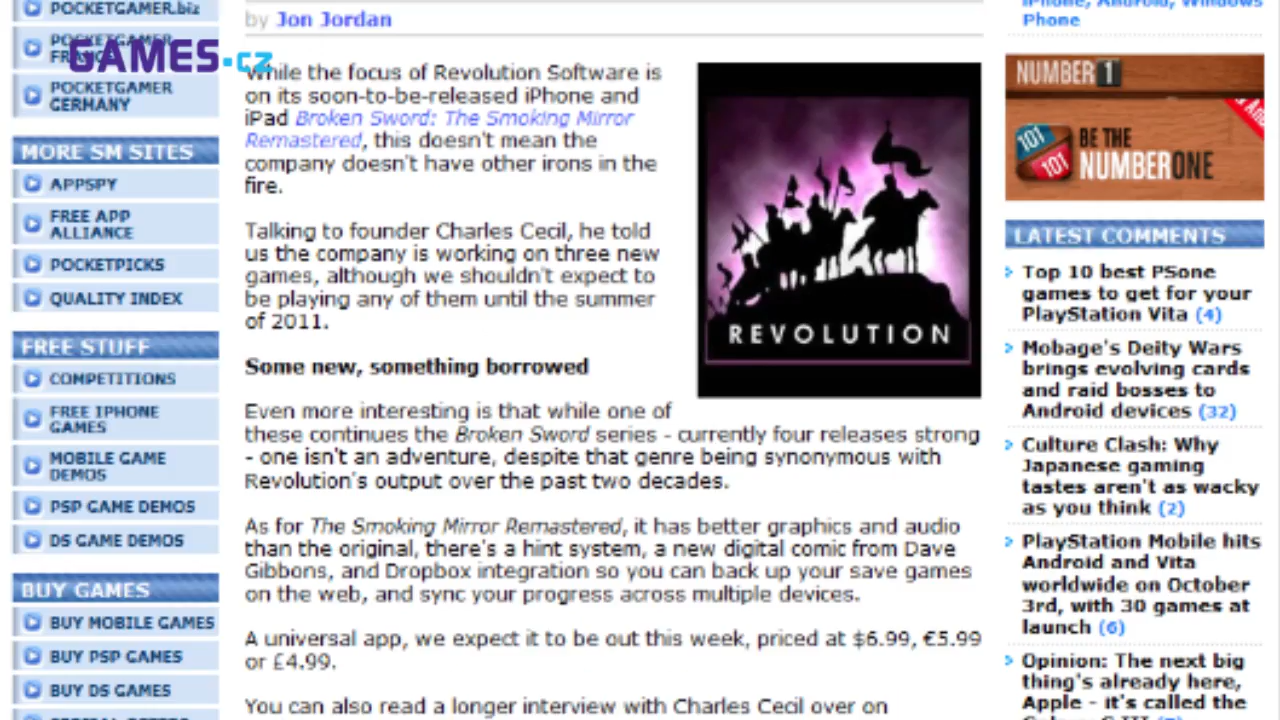 POCKETGAMER.biz
POCKETGAMER
FRANCE
POCKETGAMER
GERMANY
MORE SM SITES
APPSPY
FREE APP
ALLIANCE
POCKETPICKS
QUALITY INDEX
FREE STUFF
COMPETITIONS
FREE IPHONE
GAMES
MOBILE GAME
DEMOS
PSP GAME DEMOS
DS GAME DEMOS
BUY GAMES
BUY MOBILE GAMES
BUY PSP GAMES
BUY DS GAMES
GAMES.cz
by Jon Jordan
While the focus of Revolution Software is
on its soon-to-be-released iPhone and
iPad Broken Sword: The Smoking Mirror
Remastered, this doesn't mean the
company doesn't have other irons in the
fire.
Talking to founder Charles Cecil, he told
us the company is working on three new
games, although we shouldn't expect to
be playing any of them until the summer
of 2011.
Some new, something borrowed
Even more interesting is that while one of
these continues the Broken Sword series - currently four releases strong
- one isn't an adventure, despite that genre being synonymous with
Revolution's output over the past two decades.
As for The Smoking Mirror Remastered, it has better graphics and audio
than the original, there's a hint system, a new digital comic from Dave
Gibbons, and Dropbox integration so you can back up your save games
on the web, and sync your progress across multiple devices.
A universal app, we expect it to be out this week, priced at $6.99, €5.99
or £4.99.
You can also read a longer interview with Charles Cecil over on
REVOLUTION
iPhone, Android, Windows
Phone
NUMBER 1
& And
101
101
BE THE
NUMBERONE
LATEST COMMENTS
Top 10 best PSone
games to get for your
PlayStation Vita (4)
Mobage's Deity Wars
brings evolving cards
and raid bosses to
Android devices (32)
Culture Clash: Why
Japanese gaming
tastes aren't as wacky
as you think (2)
PlayStation Mobile hits
Android and Vita
worldwide on October
3rd, with 30 games at
launch (6)
Opinion: The next big
thing's already here,
Apple - it's called the